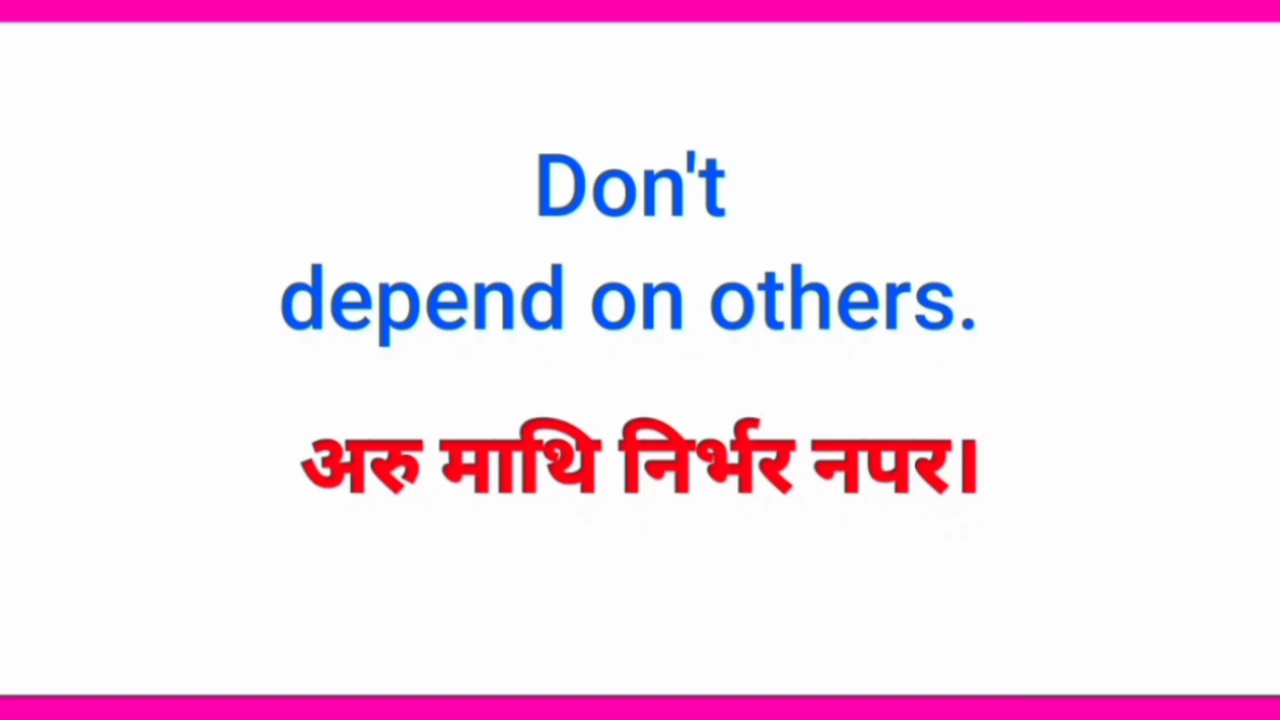 Don't
depend on others.
अरु माथि निर्भर नपर।